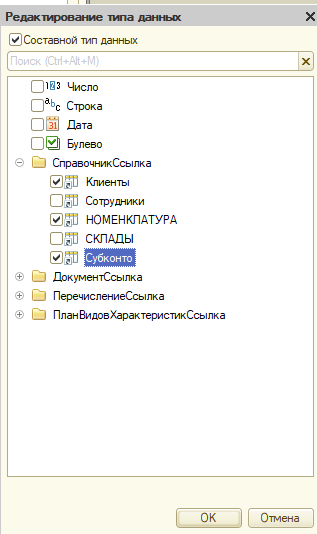 Редактирование типа данных
Составной тип данных
Поиск (Ctrl+Alt+M)
Число
Строка
Дата
Булево
СправочникСсылка
Клиенты
Сотрудники
НОМЕНКЛАТУРА
СКЛАДЫ
Субконто
ДокументСсылка
ПеречислениеСсылка
ПланВидовХарактеристикСсылка
OK Отмена